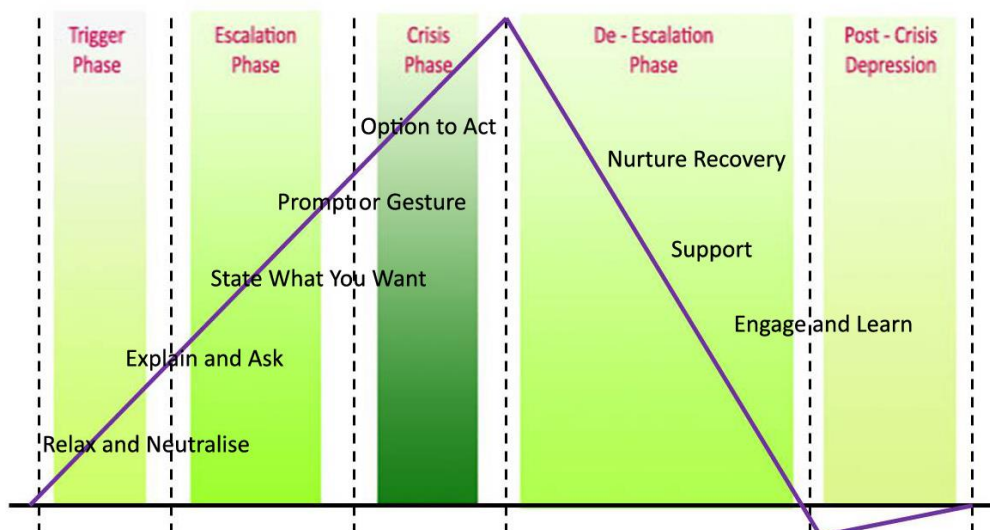 Trigger
Phase
Escalation
Phase
Crisis
Phase
De - Escalation
Phase
Post - Crisis
Depression
Option to Act
Nurture Recovery
Prompt or Gesture
Support
State What You Want
Engage and Learn
Explain and Ask
Relax and Neutralise